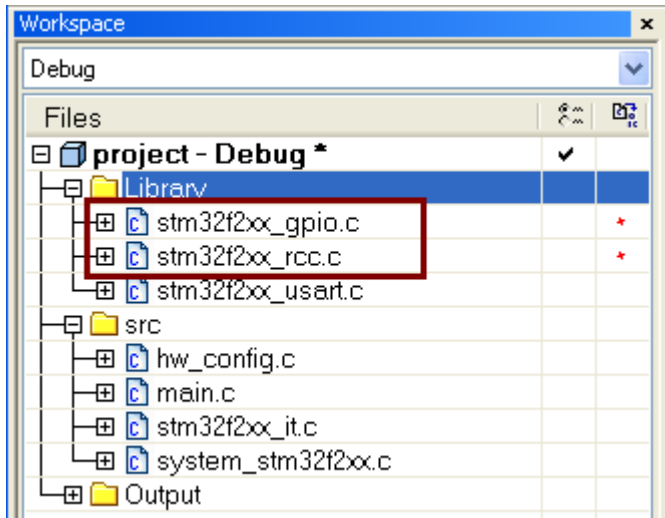 Workspace
Debug
Files
project - Debug *
Library
stm32f2xx_gpio.c
stm32f2xx_rcc.c
stm32f2xx_usart.c
src
hw_config.c
main.c
stm32f2xx_it.c
system_stm32f2xx.c
Output